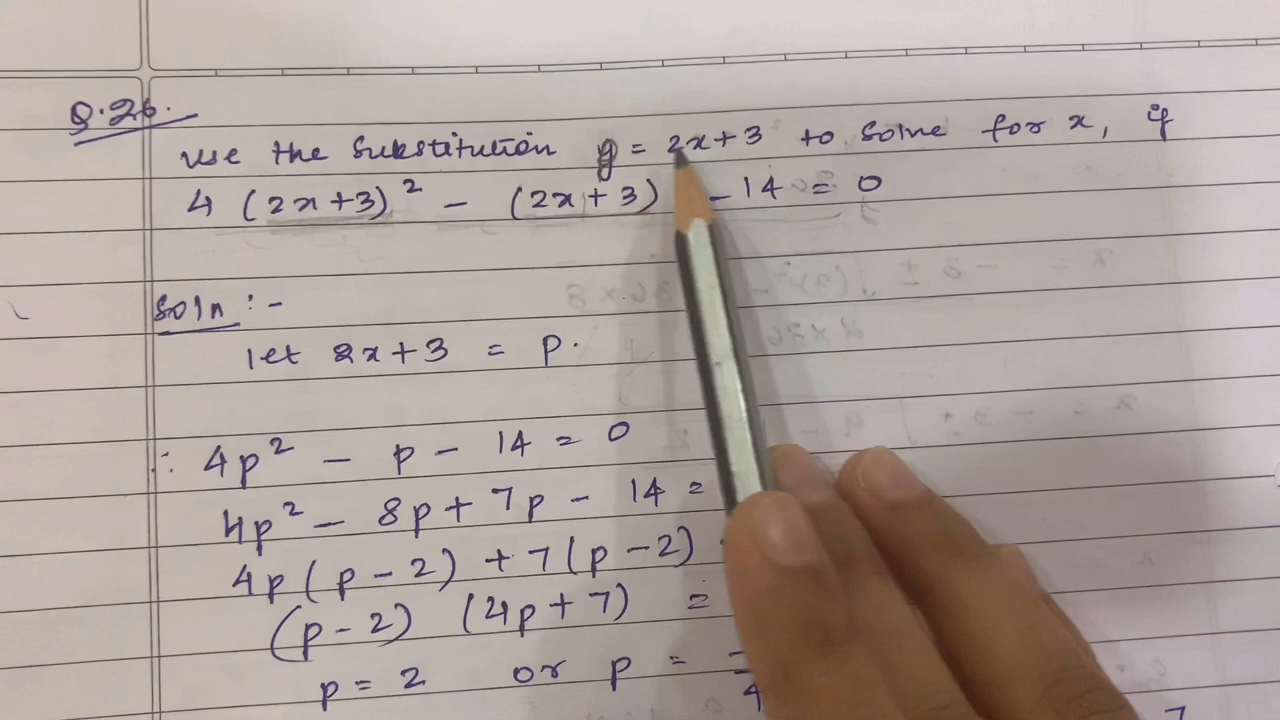 Q.26.
Use the Substitution y = 2x+3 to Solve for x, if
4 (2x+3)² - (2x+3) - 14 = 0
Soln :-
let 2x+3 = p.
∴ 4p² - p - 14 = 0
4p² - 8p + 7p - 14 =
4p(p-2) + 7(p-2)
(p-2) (4p+7) =
p = 2 or p = -
4
7